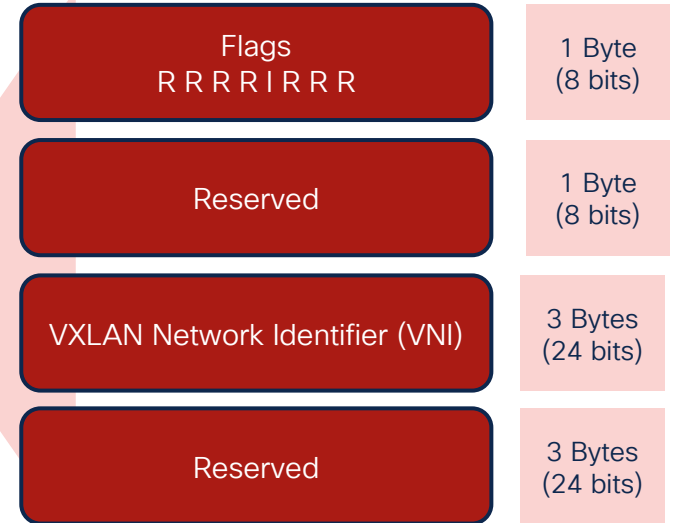 Flags
R R R R I R R R
1 Byte
(8 bits)
Reserved
1 Byte
(8 bits)
VXLAN Network Identifier (VNI)
3 Bytes
(24 bits)
Reserved
3 Bytes
(24 bits)